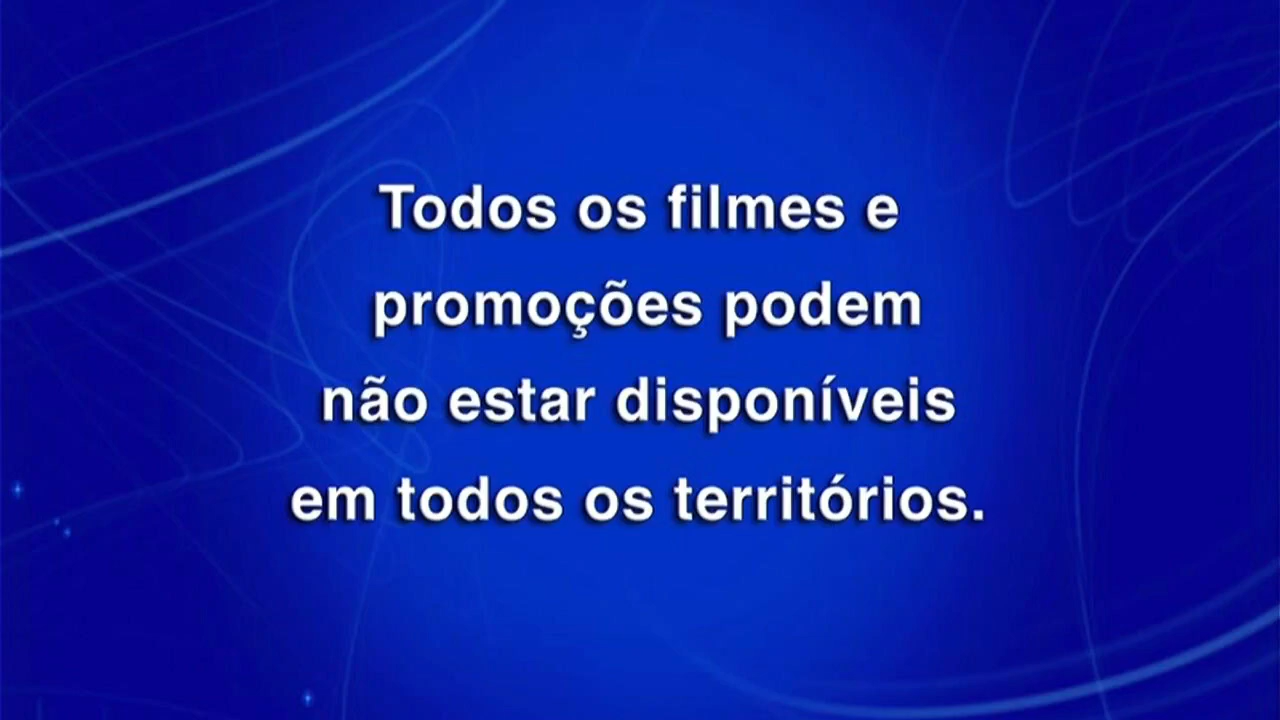 Todos os filmes e
promoções podem
não estar disponíveis
em todos os territórios.